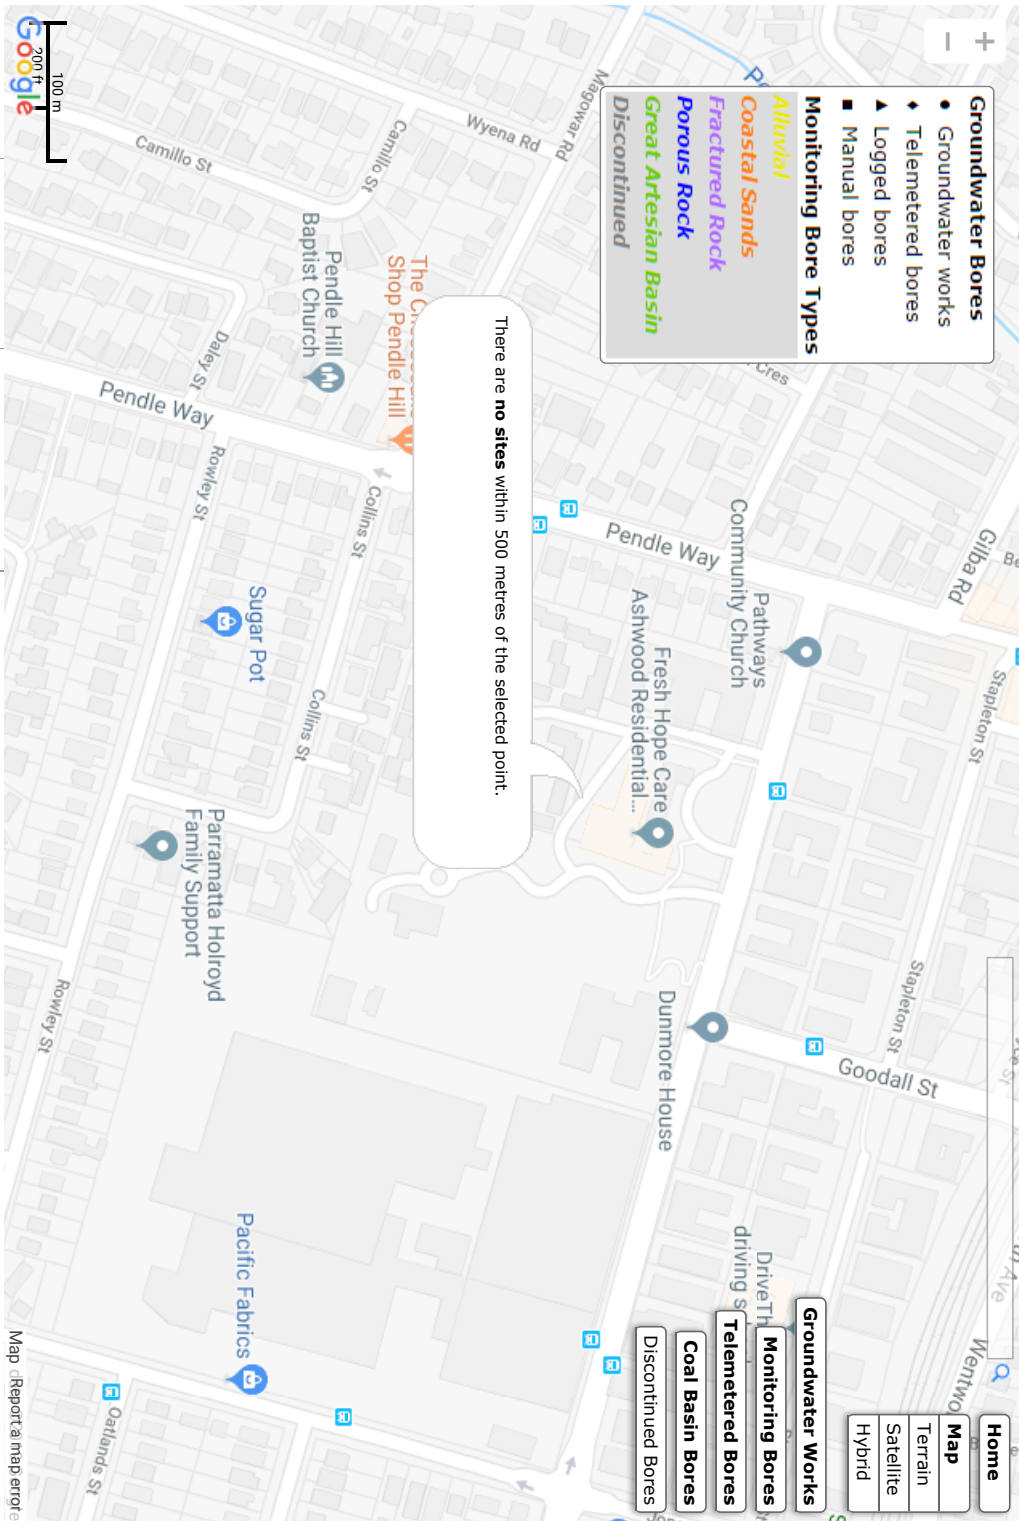 Groundwater Bores
Groundwater works
Telemetered bores
Logged bores
Manual bores
Monitoring Bore Types
Alluvial
Coastal Sands
Fractured Rock
Porous Rock
Great Artesian Basin
Discontinued
Home
Map
Terrain
Satellite
Hybrid
Groundwater Works
Monitoring Bores
Telemetered Bores
Coal Basin Bores
Discontinued Bores
There are no sites within 500 metres of the selected point.
Gilba Rd
Stapleton St
Stapleton St
Goodall St
Cres
Pathways
Community Church
Fresh Hope Care
Ashwood Residential...
Dunmore House
Pendle Way
Magowar Rd
Wyena Rd
Camillo St
Camillo St
Shop Pendle Hill
Pendle Hill
Baptist Church
Daley St
Pendle Way
Rowley St
Collins St
Sugar Pot
Collins St
Parramatta Holroyd
Family Support
Rowley St
Pacific Fabrics
Oatlands St
100 m
200 ft
Google
Map
Report a map error